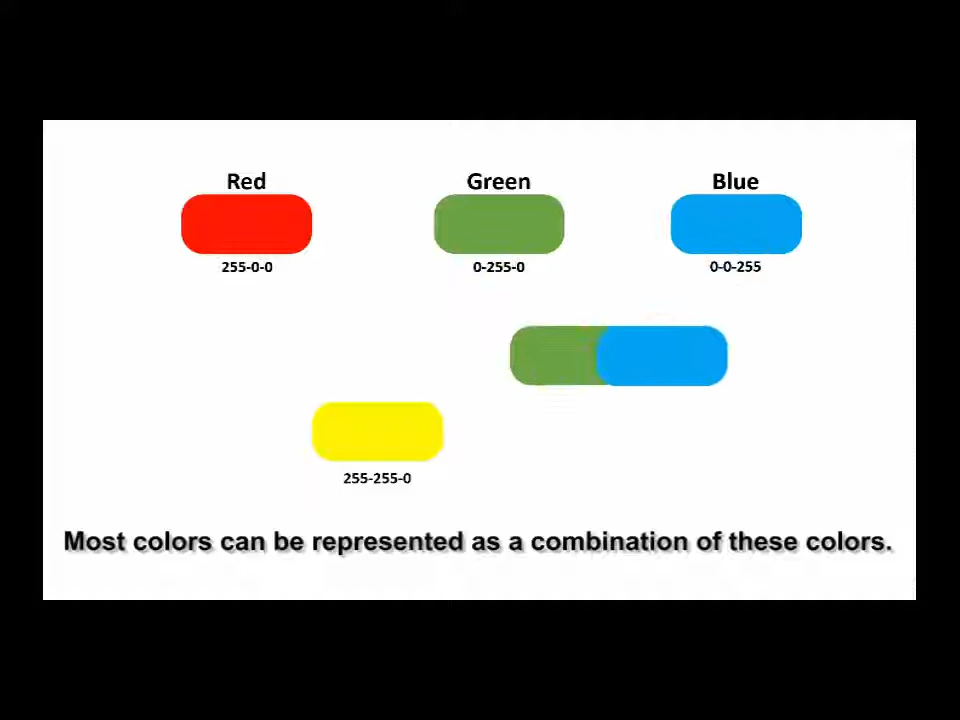 Red Green Blue
255-0-0 0-255-0 0-0-255
255-255-0
Most colors can be represented as a combination of these colors.